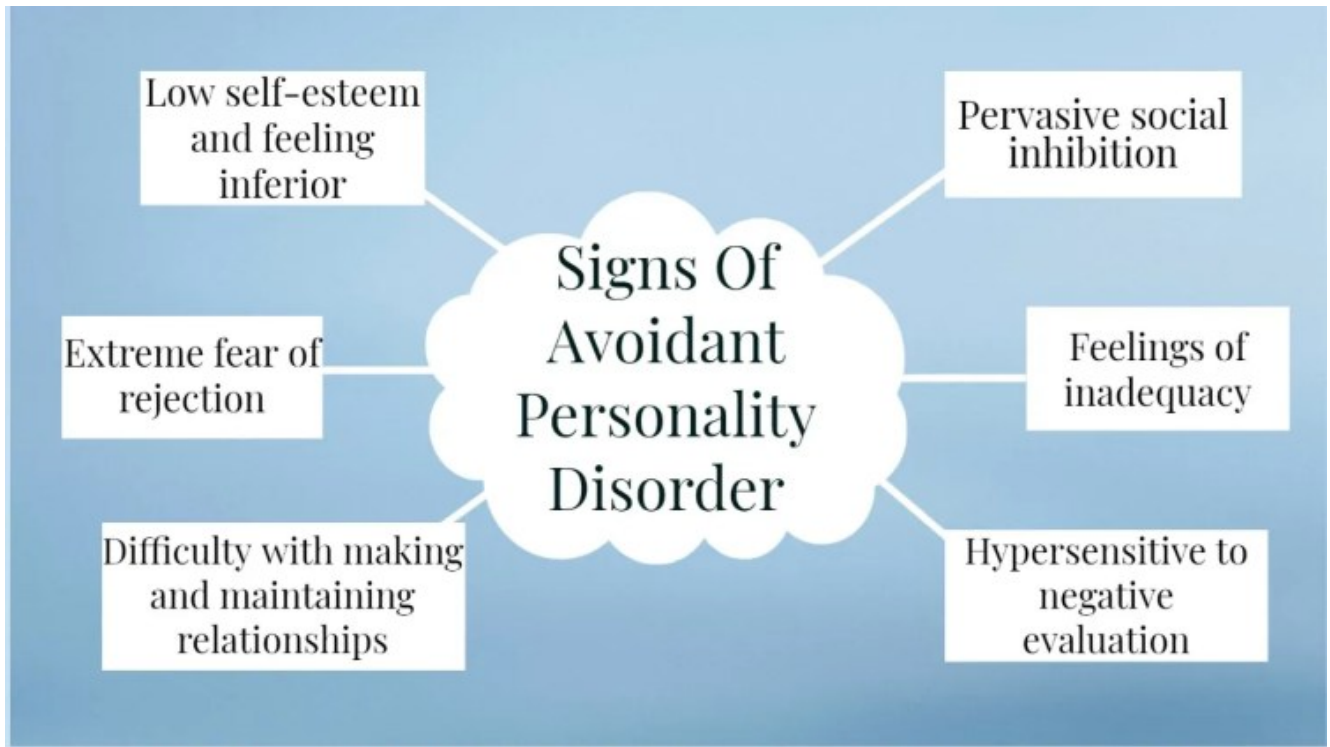 Low self-esteem
and feeling
inferior
Pervasive social
inhibition
Signs Of
Avoidant
Personality
Disorder
Extreme fear of
rejection
Feelings of
inadequacy
Difficulty with making
and maintaining
relationships
Hypersensitive to
negative
evaluation